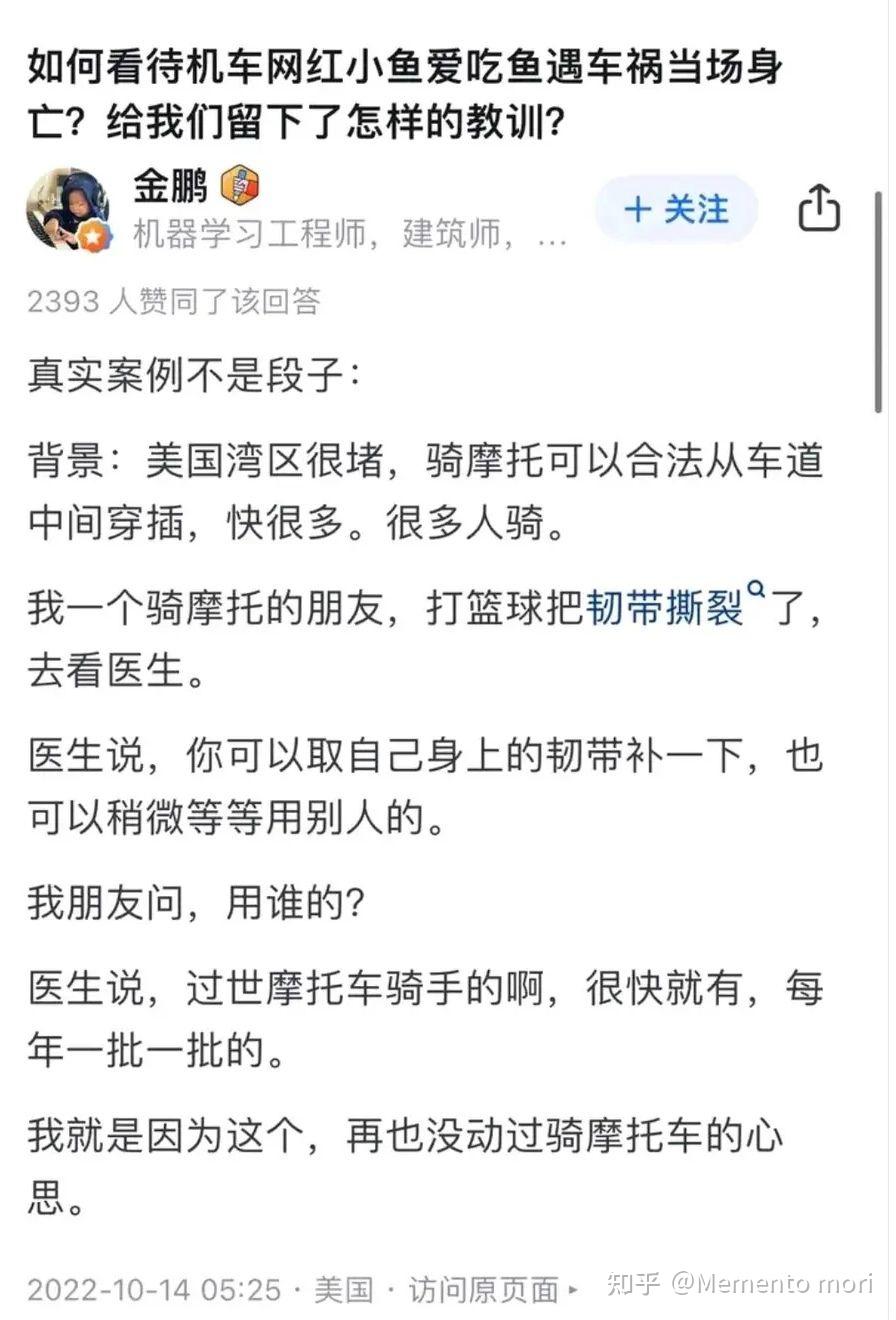 如何看待机车网红小鱼爱吃鱼遇车祸当场身
亡？给我们留下了怎样的教训？
金鹏
+ 关注
机器学习工程师，建筑师，...
2393 人赞同了该回答
真实案例不是段子：
背景：美国湾区很堵，骑摩托可以合法从车道
中间穿插，快很多。很多人骑。
我一个骑摩托的朋友，打篮球把韧带撕裂了，
去看医生。
医生说，你可以取自己身上的韧带补一下，也
可以稍微等等用别人的。
我朋友问，用谁的？
医生说，过世摩托车骑手的啊，很快就有，每
年一批一批的。
我就是因为这个，再也没动过骑摩托车的心
思。
2022-10-14 05:25 · 美国 · 访问原页面
知乎 @Memento mori